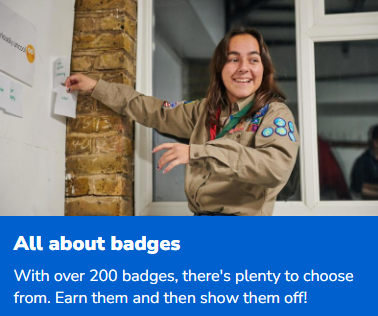 All about badges
With over 200 badges, there's plenty to choose
from. Earn them and then show them off!